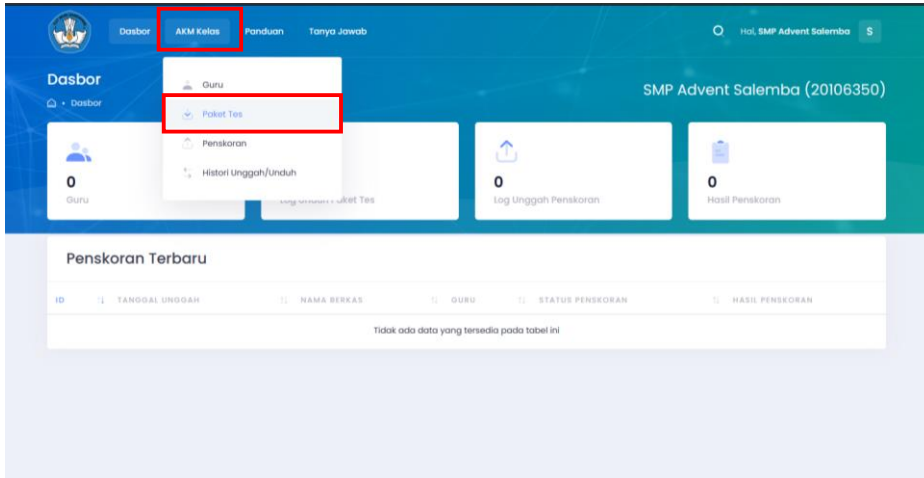 Dasbor AKM Kelas Panduan Tanya Jawab Hai, SMP Advent Salemba S
Dasbor
Dasbor
SMP Advent Salemba (20106350)
Guru
Paket Tes
Penskoran
Histori Unggah/Unduh
0
Guru
Log Unduh Paket Tes
0
Log Unggah Penskoran
0
Hasil Penskoran
Penskoran Terbaru
ID TANGGAL UNGGAH NAMA BERKAS GURU STATUS PENSKORAN HASIL PENSKORAN
Tidak ada data yang tersedia pada tabel ini